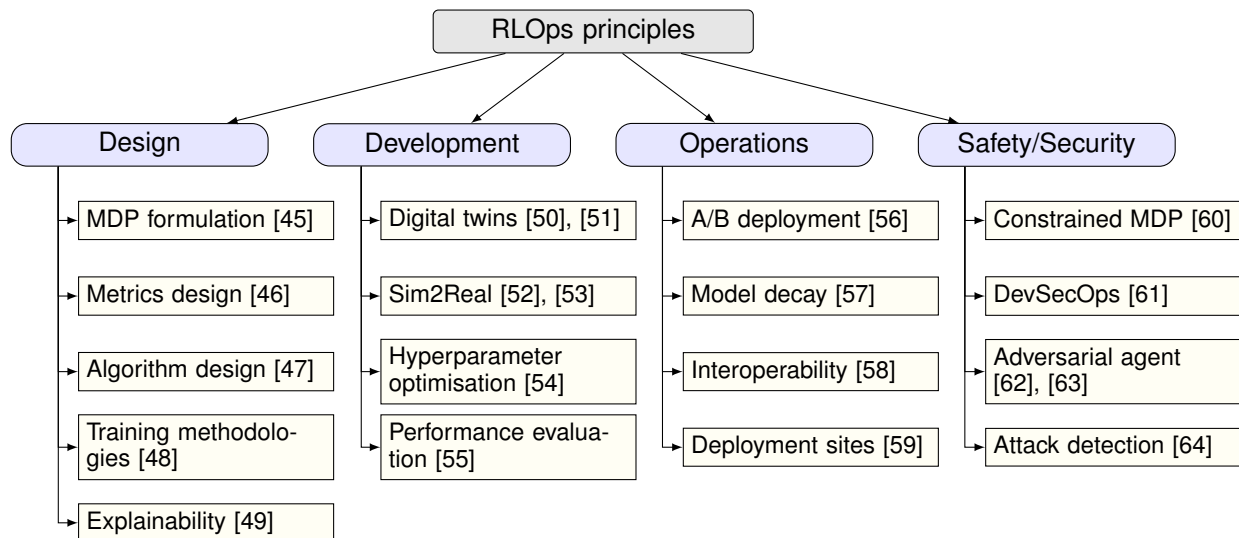 RLOps principles
Design
Development
Operations
Safety/Security
MDP formulation [45]
Metrics design [46]
Algorithm design [47]
Training methodolo-
gies [48]
Explainability [49]
Digital twins [50], [51]
Sim2Real [52], [53]
Hyperparameter
optimisation [54]
Performance evalua-
tion [55]
A/B deployment [56]
Model decay [57]
Interoperability [58]
Deployment sites [59]
Constrained MDP [60]
DevSecOps [61]
Adversarial agent
[62], [63]
Attack detection [64]